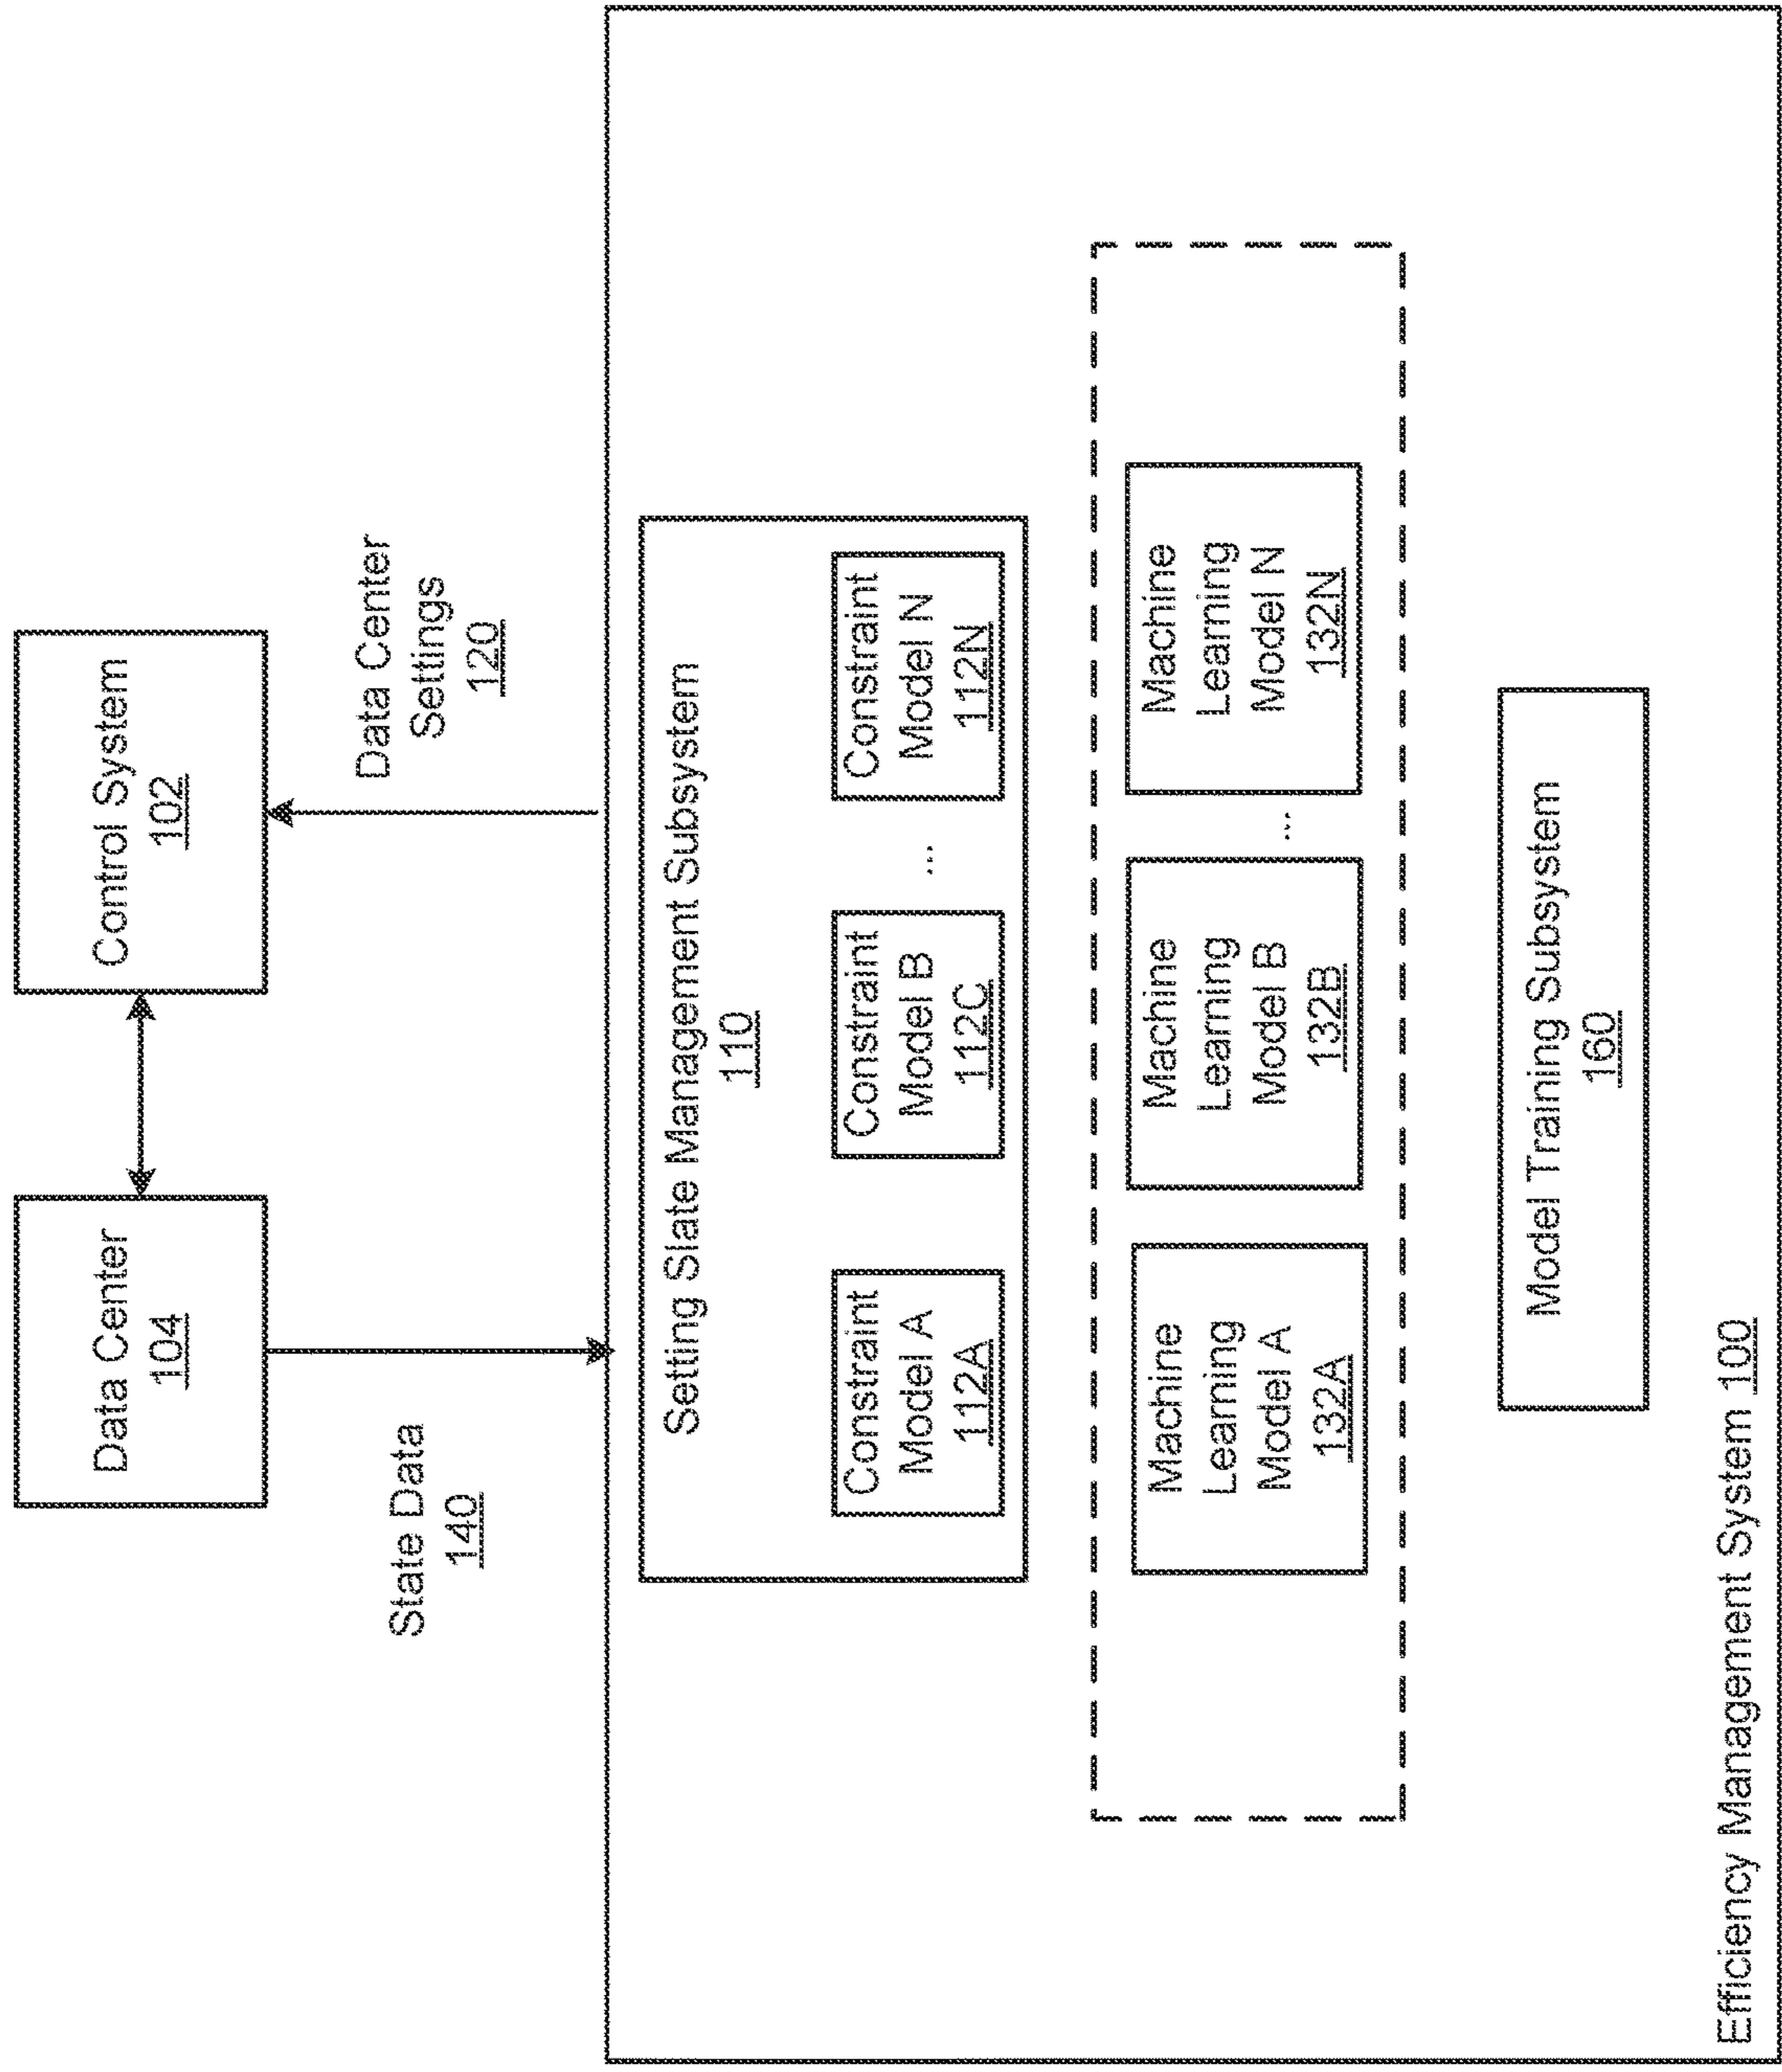 Data Center
104
Control System
102
State Data
140
Data Center
Settings
120
Setting Slate Management Subsystem
110
Constraint
Model A
112A
Constraint
Model B
112C
...
Constraint
Model N
112N
Machine
Learning
Model A
132A
Machine
Learning
Model B
132B
...
Machine
Learning
Model N
132N
Model Training Subsystem
160
Efficiency Management System 100